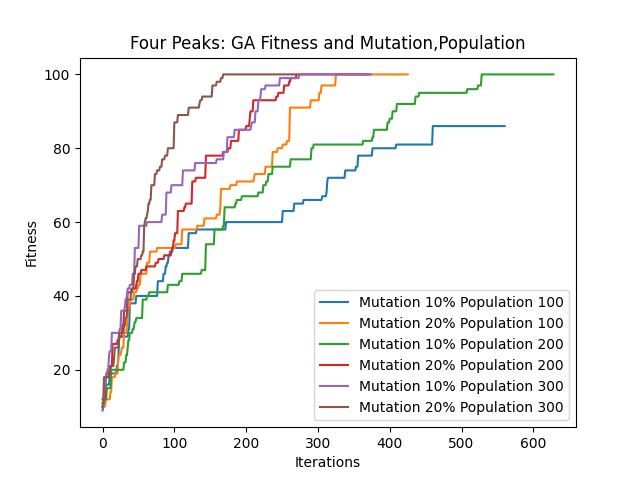 Four Peaks: GA Fitness and Mutation,Population
100
80
60
40
20
Fitness
0 100 200 300 400 500 600
Iterations
Mutation 10% Population 100
Mutation 20% Population 100
Mutation 10% Population 200
Mutation 20% Population 200
Mutation 10% Population 300
Mutation 20% Population 300